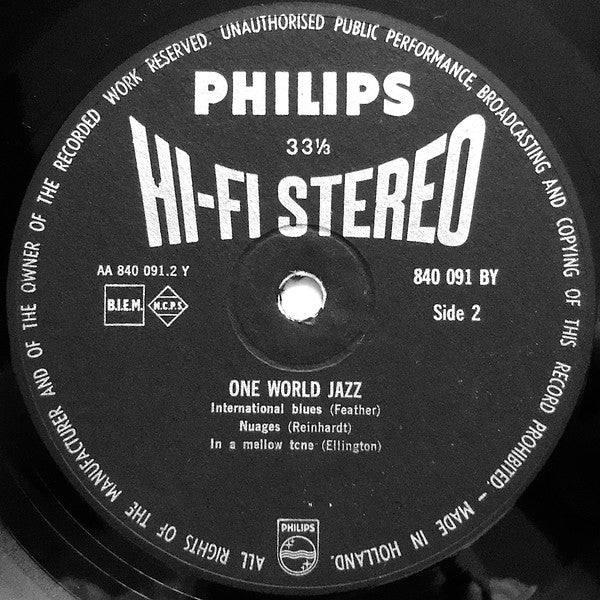 ALL RIGHTS OF THE MANUFACTURER AND OF THE OWNER OF THE RECORDED WORK RESERVED. UNAUTHORISED PUBLIC PERFORMANCE, BROADCASTING AND COPYING OF THIS RECORD PROHIBITED. – MADE IN HOLLAND.
PHILIPS
33⅓
HI-FI STEREO
AA 840 091.2 Y
840 091 BY
B.I.E.M.
M.C.P.S.
Side 2
ONE WORLD JAZZ
International blues (Feather)
Nuages (Reinhardt)
In a mellow tone (Ellington)
PHILIPS